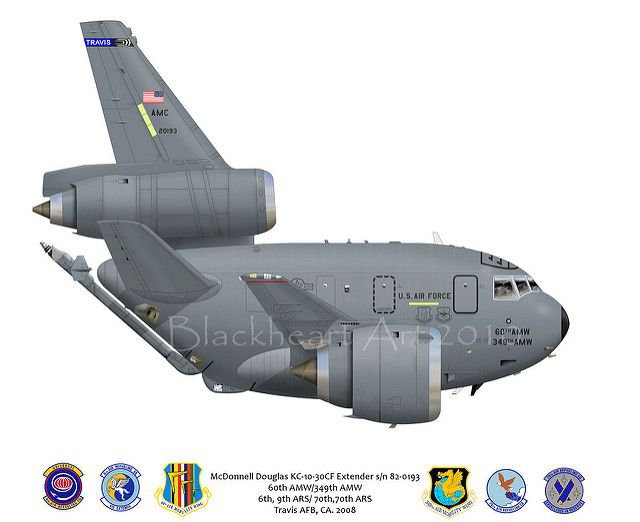 TRAVIS
AMC
20193
U.S. AIR FORCE
60TH AMW
349TH AMW
Blackheart Art 201
McDonnell Douglas KC-10-30CF Extender s/n 82-0193
60th AMW/349th AMW
6th, 9th ARS/ 70th,70th ARS
Travis AFB, CA. 2008